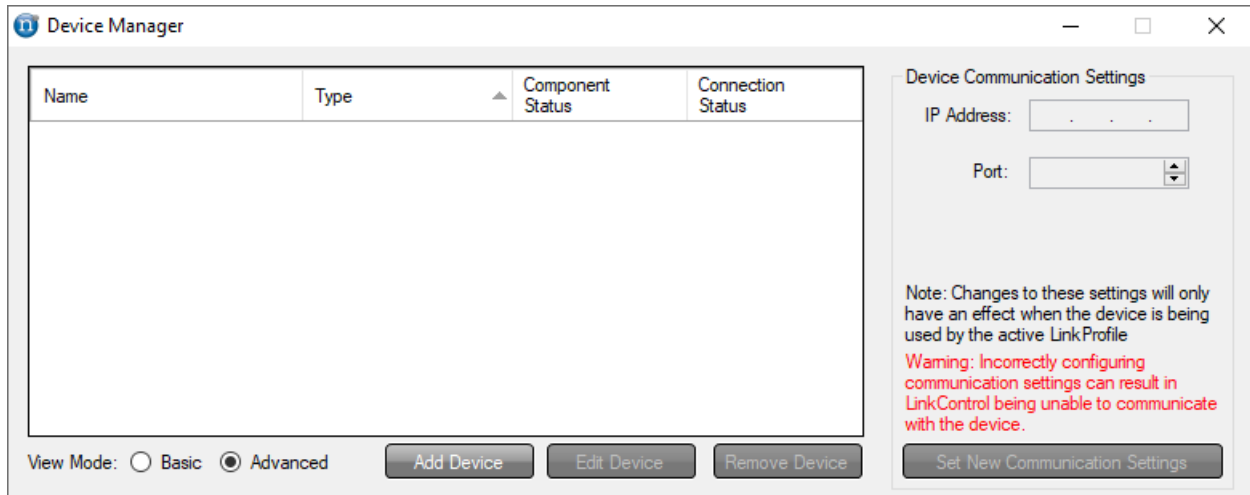 Device Manager
Name
Type
Component
Status
Connection
Status
Device Communication Settings
IP Address: . . .
Port:
Note: Changes to these settings will only
have an effect when the device is being
used by the active LinkProfile
Warning: Incorrectly configuring
communication settings can result in
LinkControl being unable to communicate
with the device.
View Mode: Basic Advanced
Add Device
Edit Device
Remove Device
Set New Communication Settings